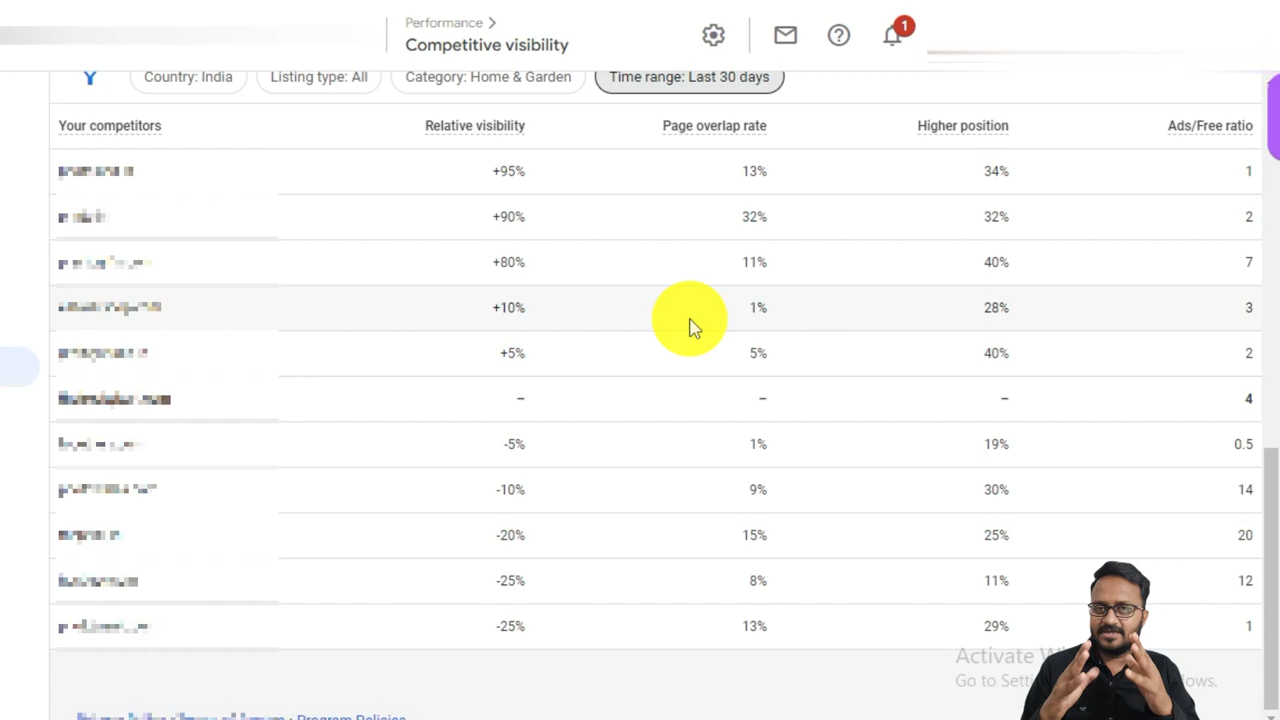 Performance >
Competitive visibility
1
Country: India Listing type: All Category: Home & Garden Time range: Last 30 days
Your competitors Relative visibility Page overlap rate Higher position Ads/Free ratio
+95% 13% 34% 1
+90% 32% 32% 2
+80% 11% 40% 7
+10% 1% 28% 3
+5% 5% 40% 2
– – – 4
-5% 1% 19% 0.5
-10% 9% 30% 14
-20% 15% 25% 20
-25% 8% 11% 12
-25% 13% 29% 1
Activate
Go to
Program Policies